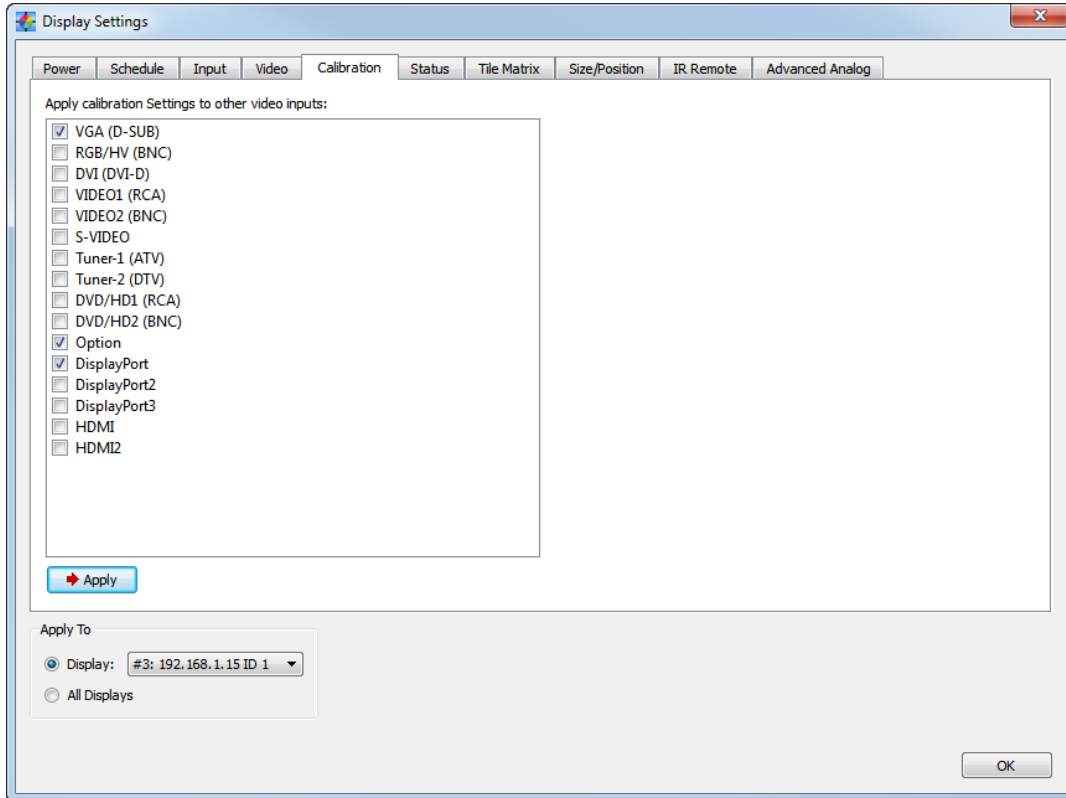 Display Settings
Power Schedule Input Video Calibration Status Tile Matrix Size/Position IR Remote Advanced Analog
Apply calibration Settings to other video inputs:
VGA (D-SUB)
RGB/HV (BNC)
DVI (DVI-D)
VIDEO1 (RCA)
VIDEO2 (BNC)
S-VIDEO
Tuner-1 (ATV)
Tuner-2 (DTV)
DVD/HD1 (RCA)
DVD/HD2 (BNC)
Option
DisplayPort
DisplayPort2
DisplayPort3
HDMI
HDMI2
Apply
Apply To
Display: #3: 192.168.1.15 ID 1
All Displays
OK